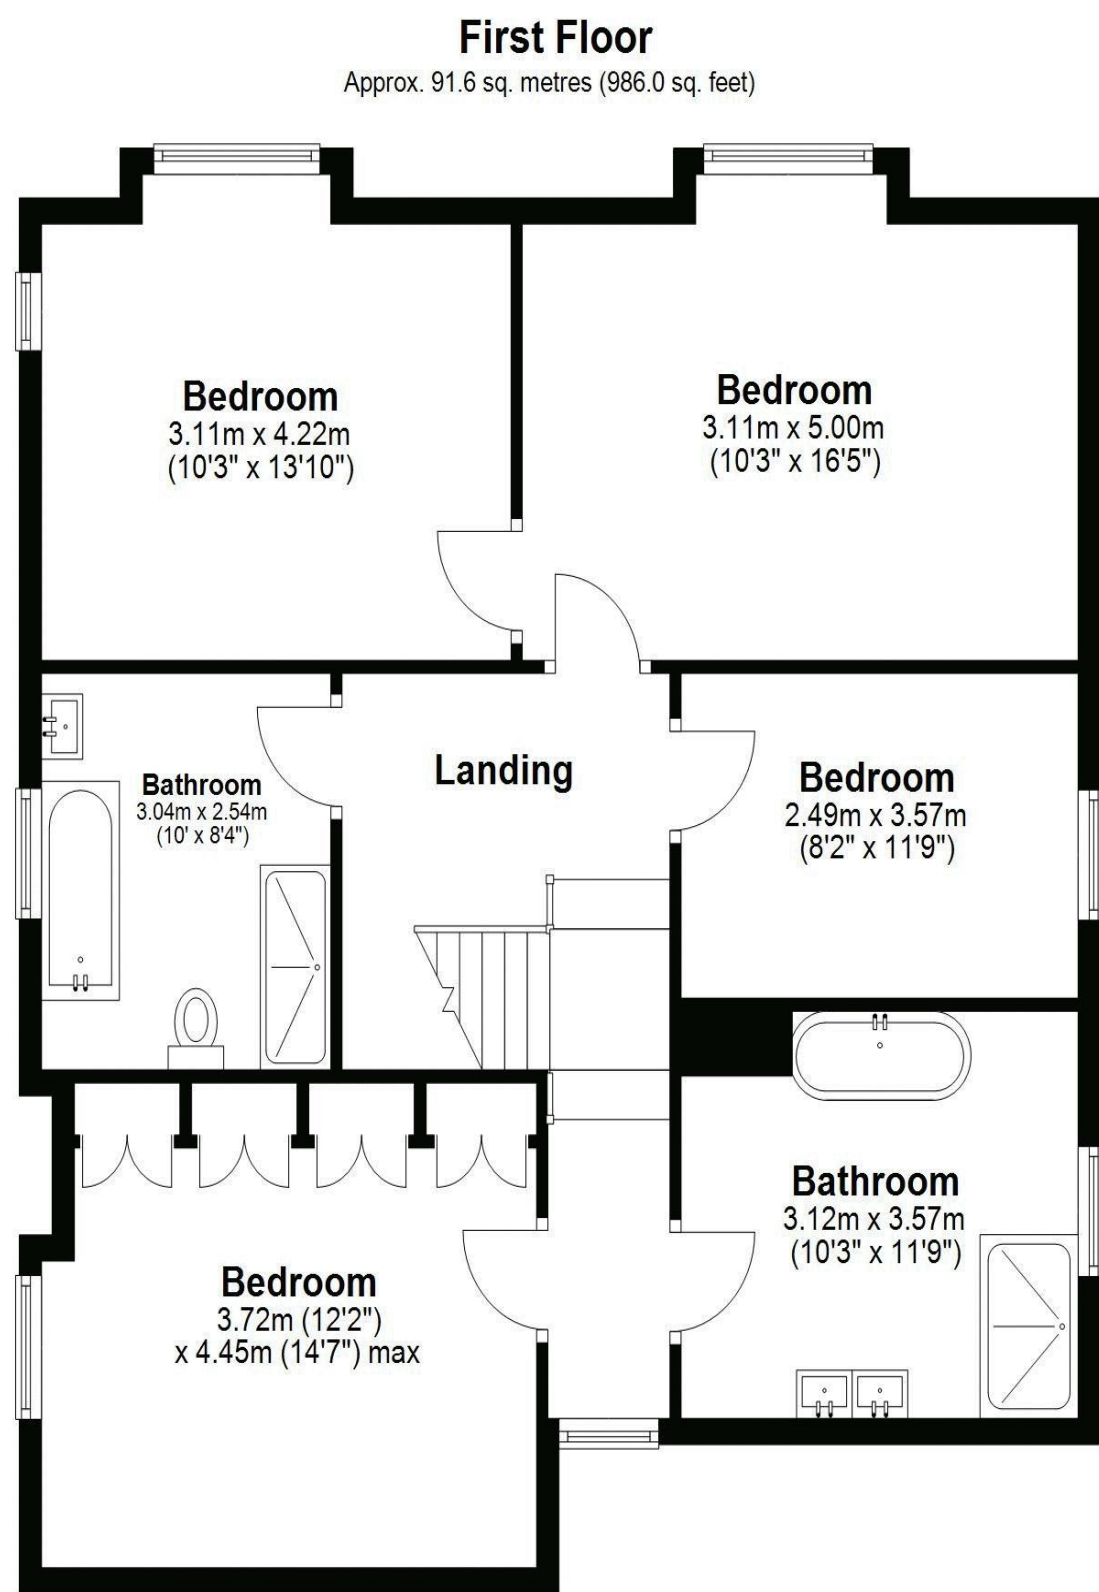 First Floor
Approx. 91.6 sq. metres (986.0 sq. feet)
Bedroom
3.11m x 4.22m
(10'3" x 13'10")
Bedroom
3.11m x 5.00m
(10'3" x 16'5")
Bathroom
3.04m x 2.54m
(10' x 8'4")
Landing
Bedroom
2.49m x 3.57m
(8'2" x 11'9")
Bathroom
3.12m x 3.57m
(10'3" x 11'9")
Bedroom
3.72m (12'2")
x 4.45m (14'7") max